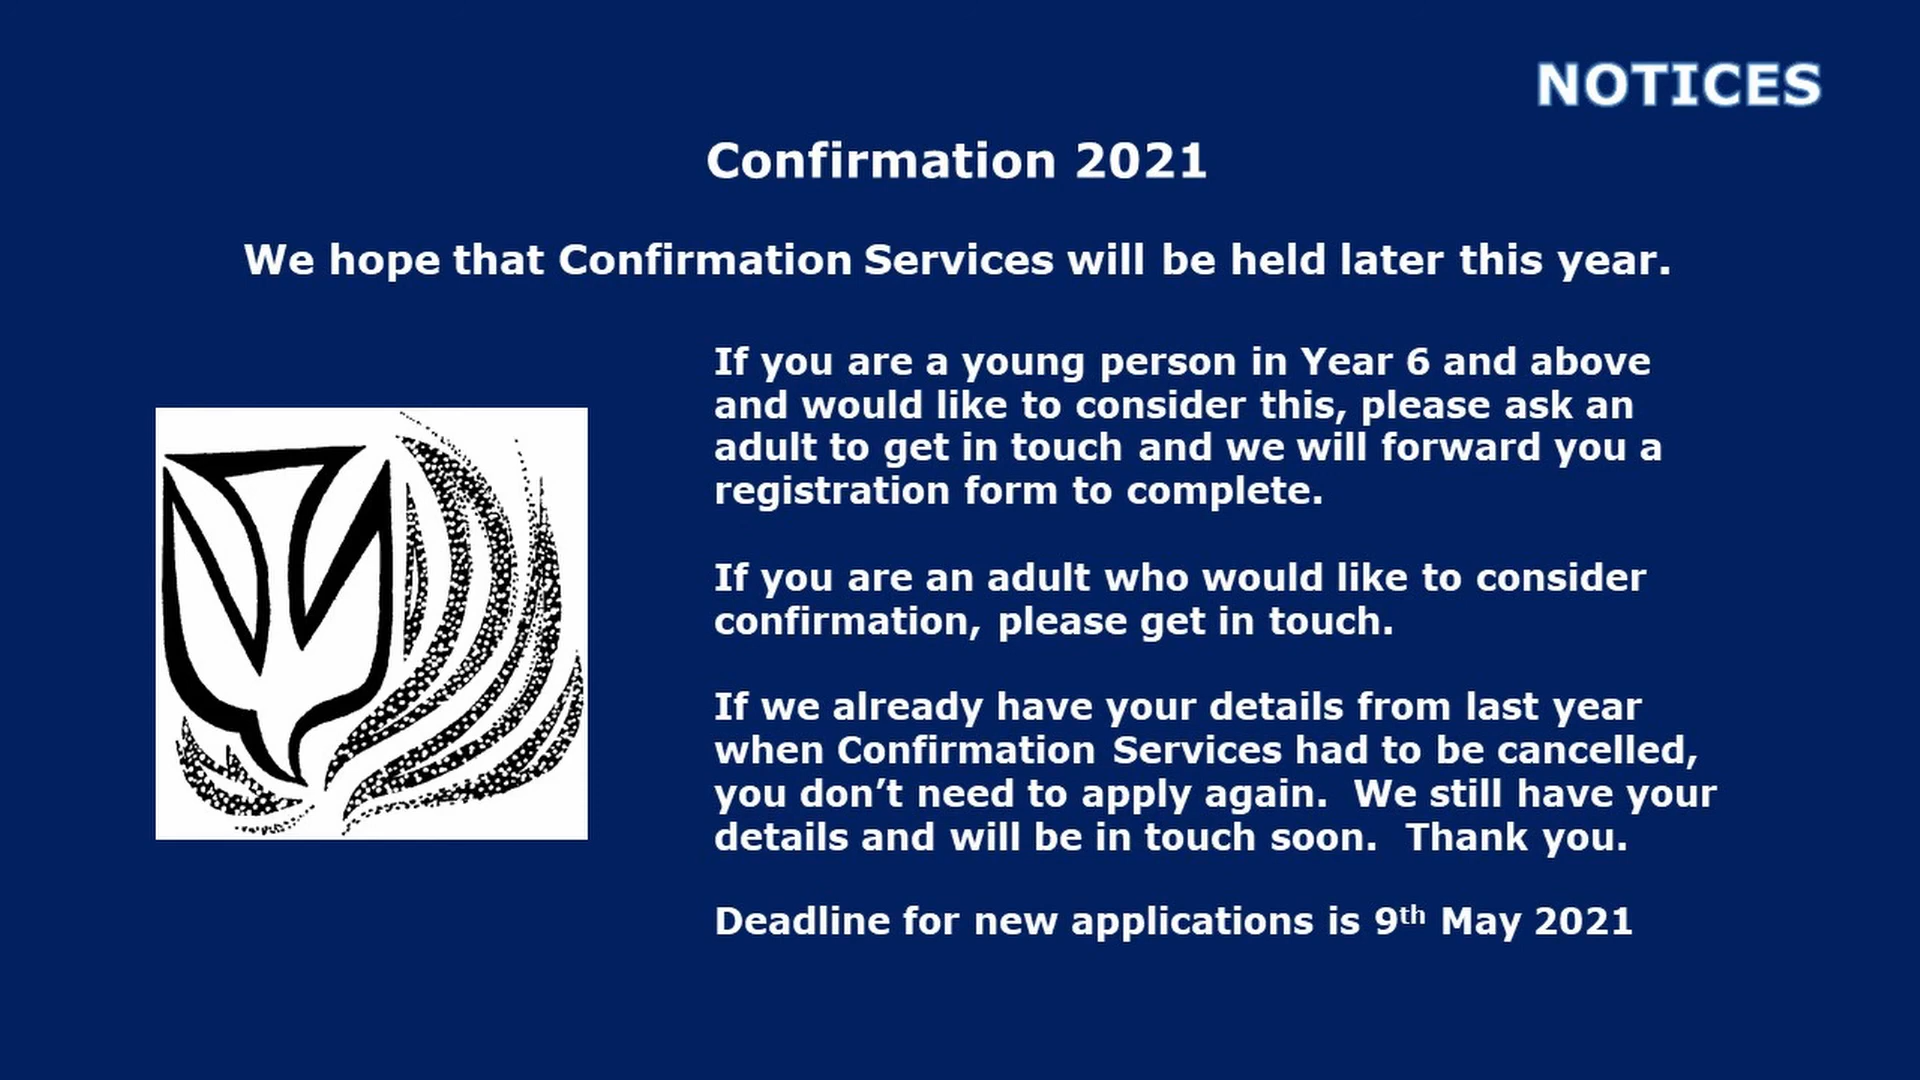 NOTICES
Confirmation 2021
We hope that Confirmation Services will be held later this year.
If you are a young person in Year 6 and above
and would like to consider this, please ask an
adult to get in touch and we will forward you a
registration form to complete.
If you are an adult who would like to consider
confirmation, please get in touch.
If we already have your details from last year
when Confirmation Services had to be cancelled,
you don’t need to apply again.  We still have your
details and will be in touch soon.  Thank you.
Deadline for new applications is 9th May 2021